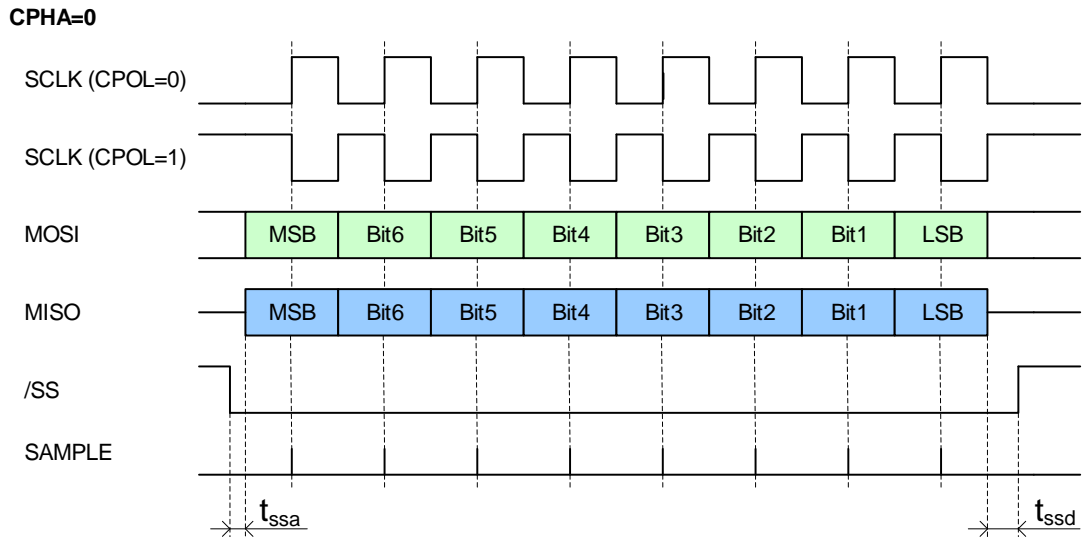 CPHA=0
SCLK (CPOL=0)
SCLK (CPOL=1)
MOSI MSB Bit6 Bit5 Bit4 Bit3 Bit2 Bit1 LSB
MISO MSB Bit6 Bit5 Bit4 Bit3 Bit2 Bit1 LSB
/SS
SAMPLE
tssa tssd